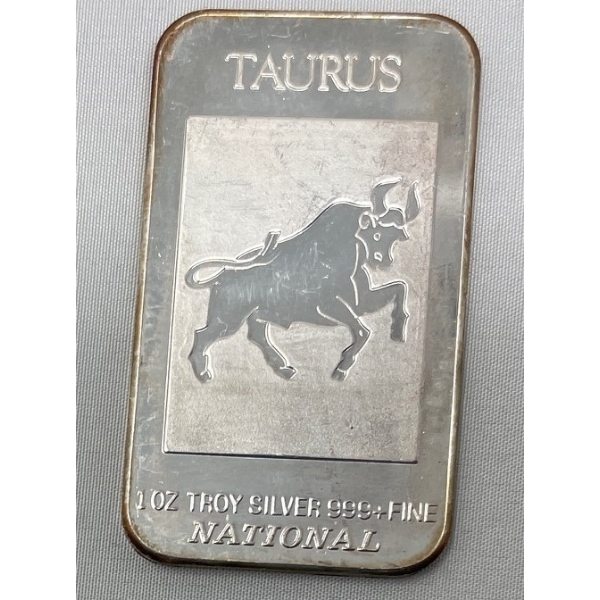 TAURUS
1 OZ TROY SILVER 999+FINE
NATIONAL